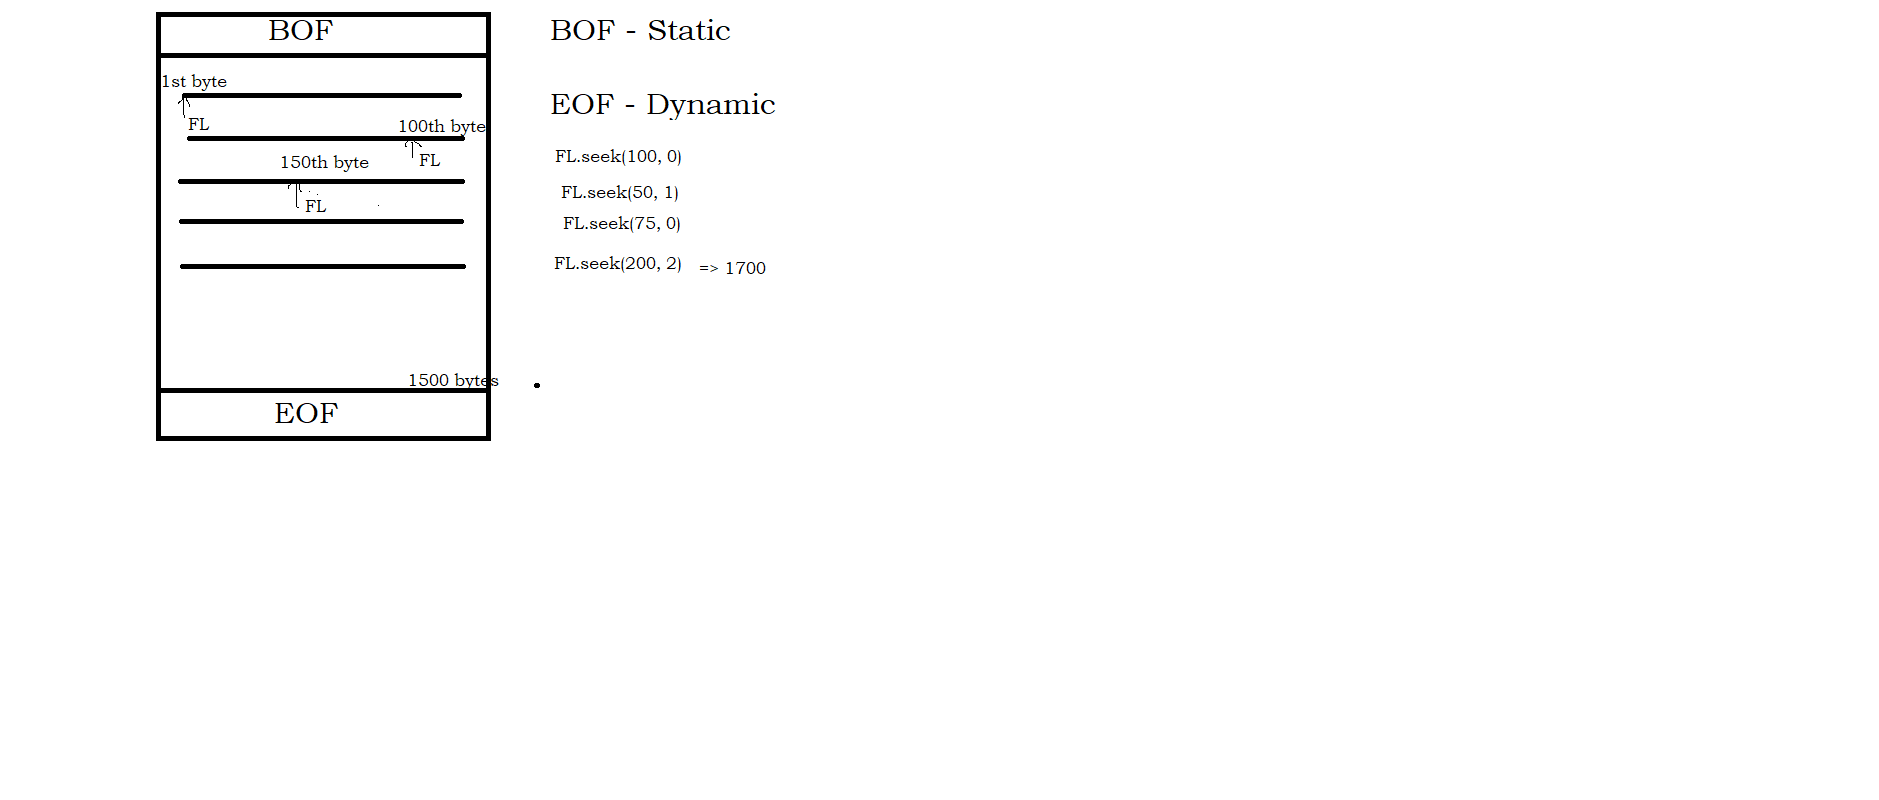 BOF
1st byte
FL
100th byte
FL
150th byte
FL
1500 bytes
EOF
BOF - Static
EOF - Dynamic
FL.seek(100, 0)
FL.seek(50, 1)
FL.seek(75, 0)
FL.seek(200, 2) => 1700